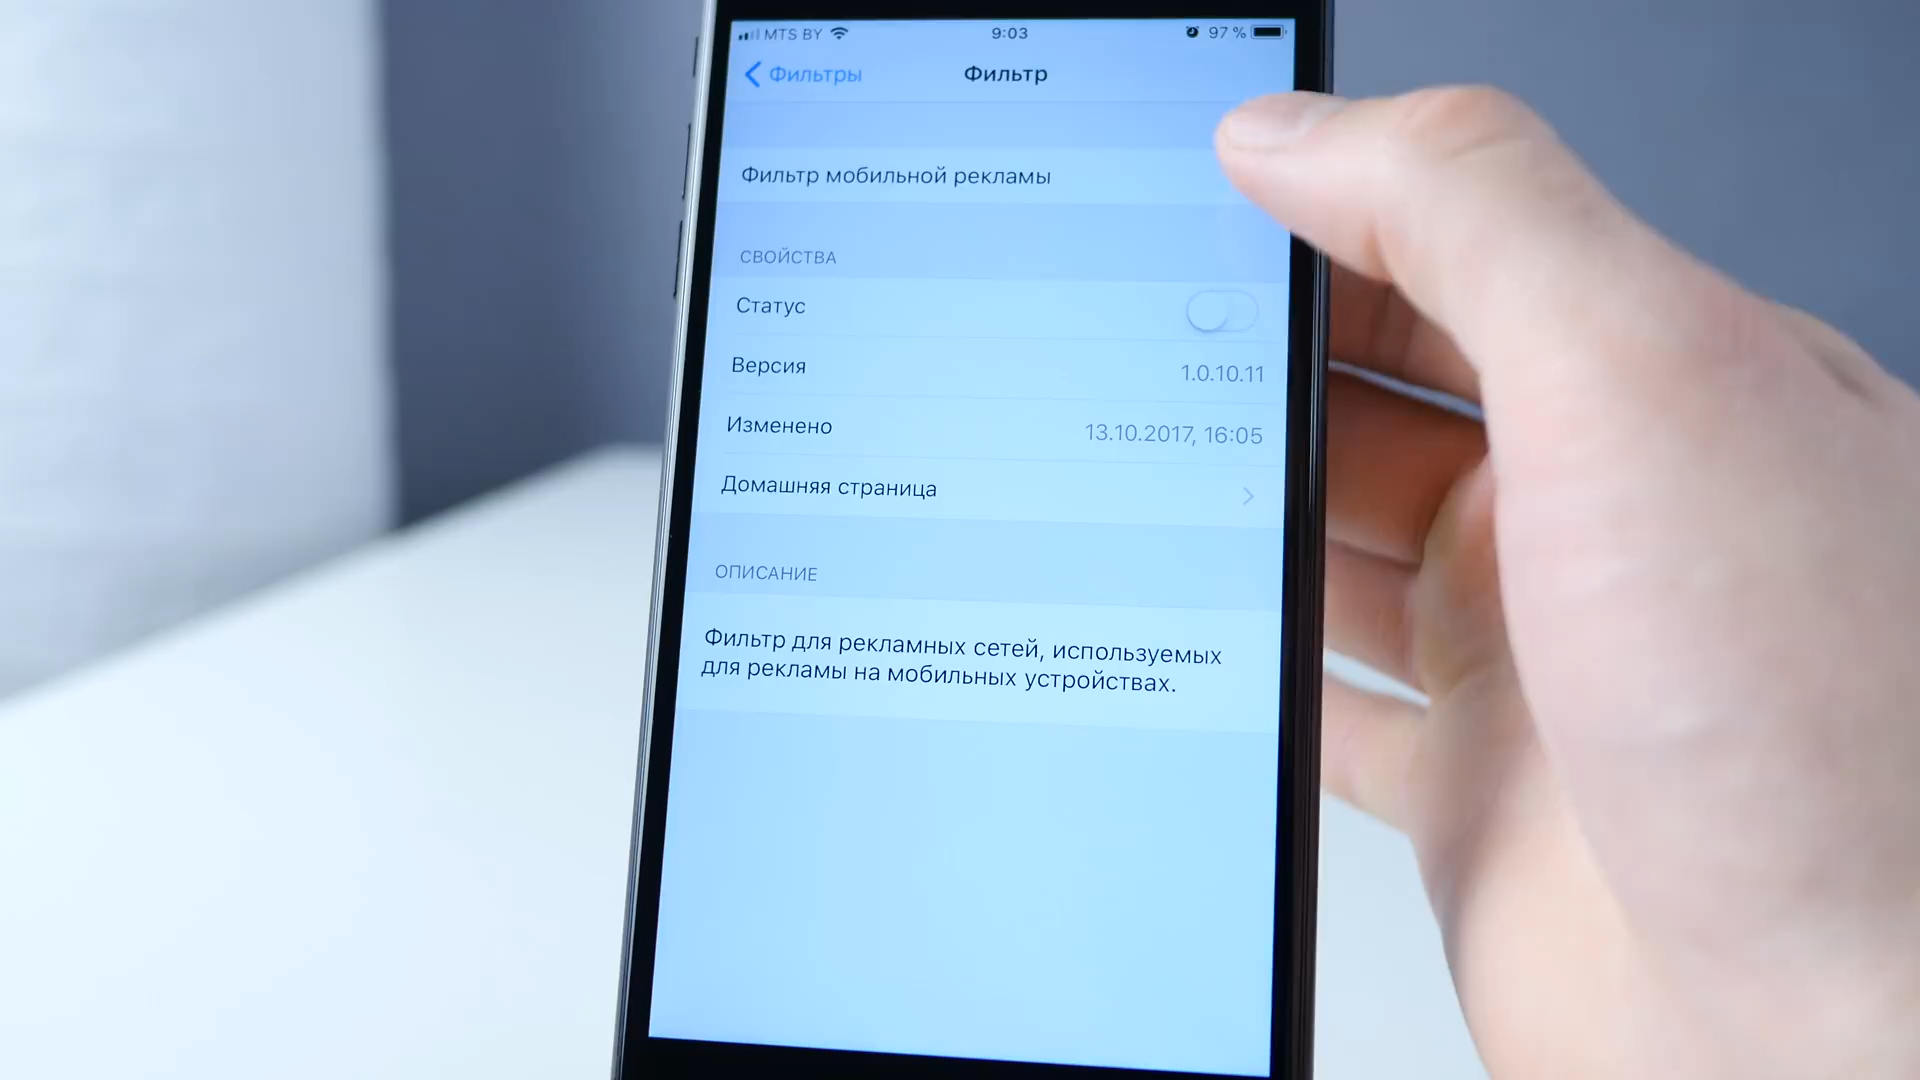 MTS BY
9:03
97 %
Фильтры
Фильтр
Фильтр мобильной рекламы
СВОЙСТВА
Статус
Версия
1.0.10.11
Изменено
13.10.2017, 16:05
Домашняя страница
ОПИСАНИЕ
Фильтр для рекламных сетей, используемых
для рекламы на мобильных устройствах.